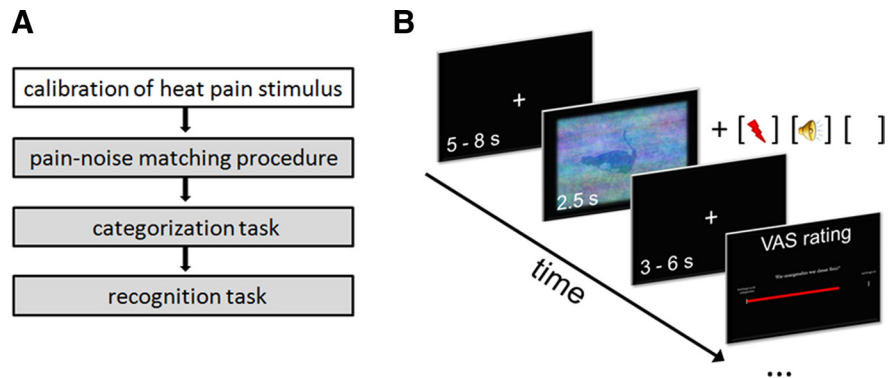 A
calibration of heat pain stimulus
pain-noise matching procedure
categorization task
recognition task
B
5 - 8 s
2.5 s
+ [ ] [ ] [ ]
3 - 6 s
VAS rating
time
...